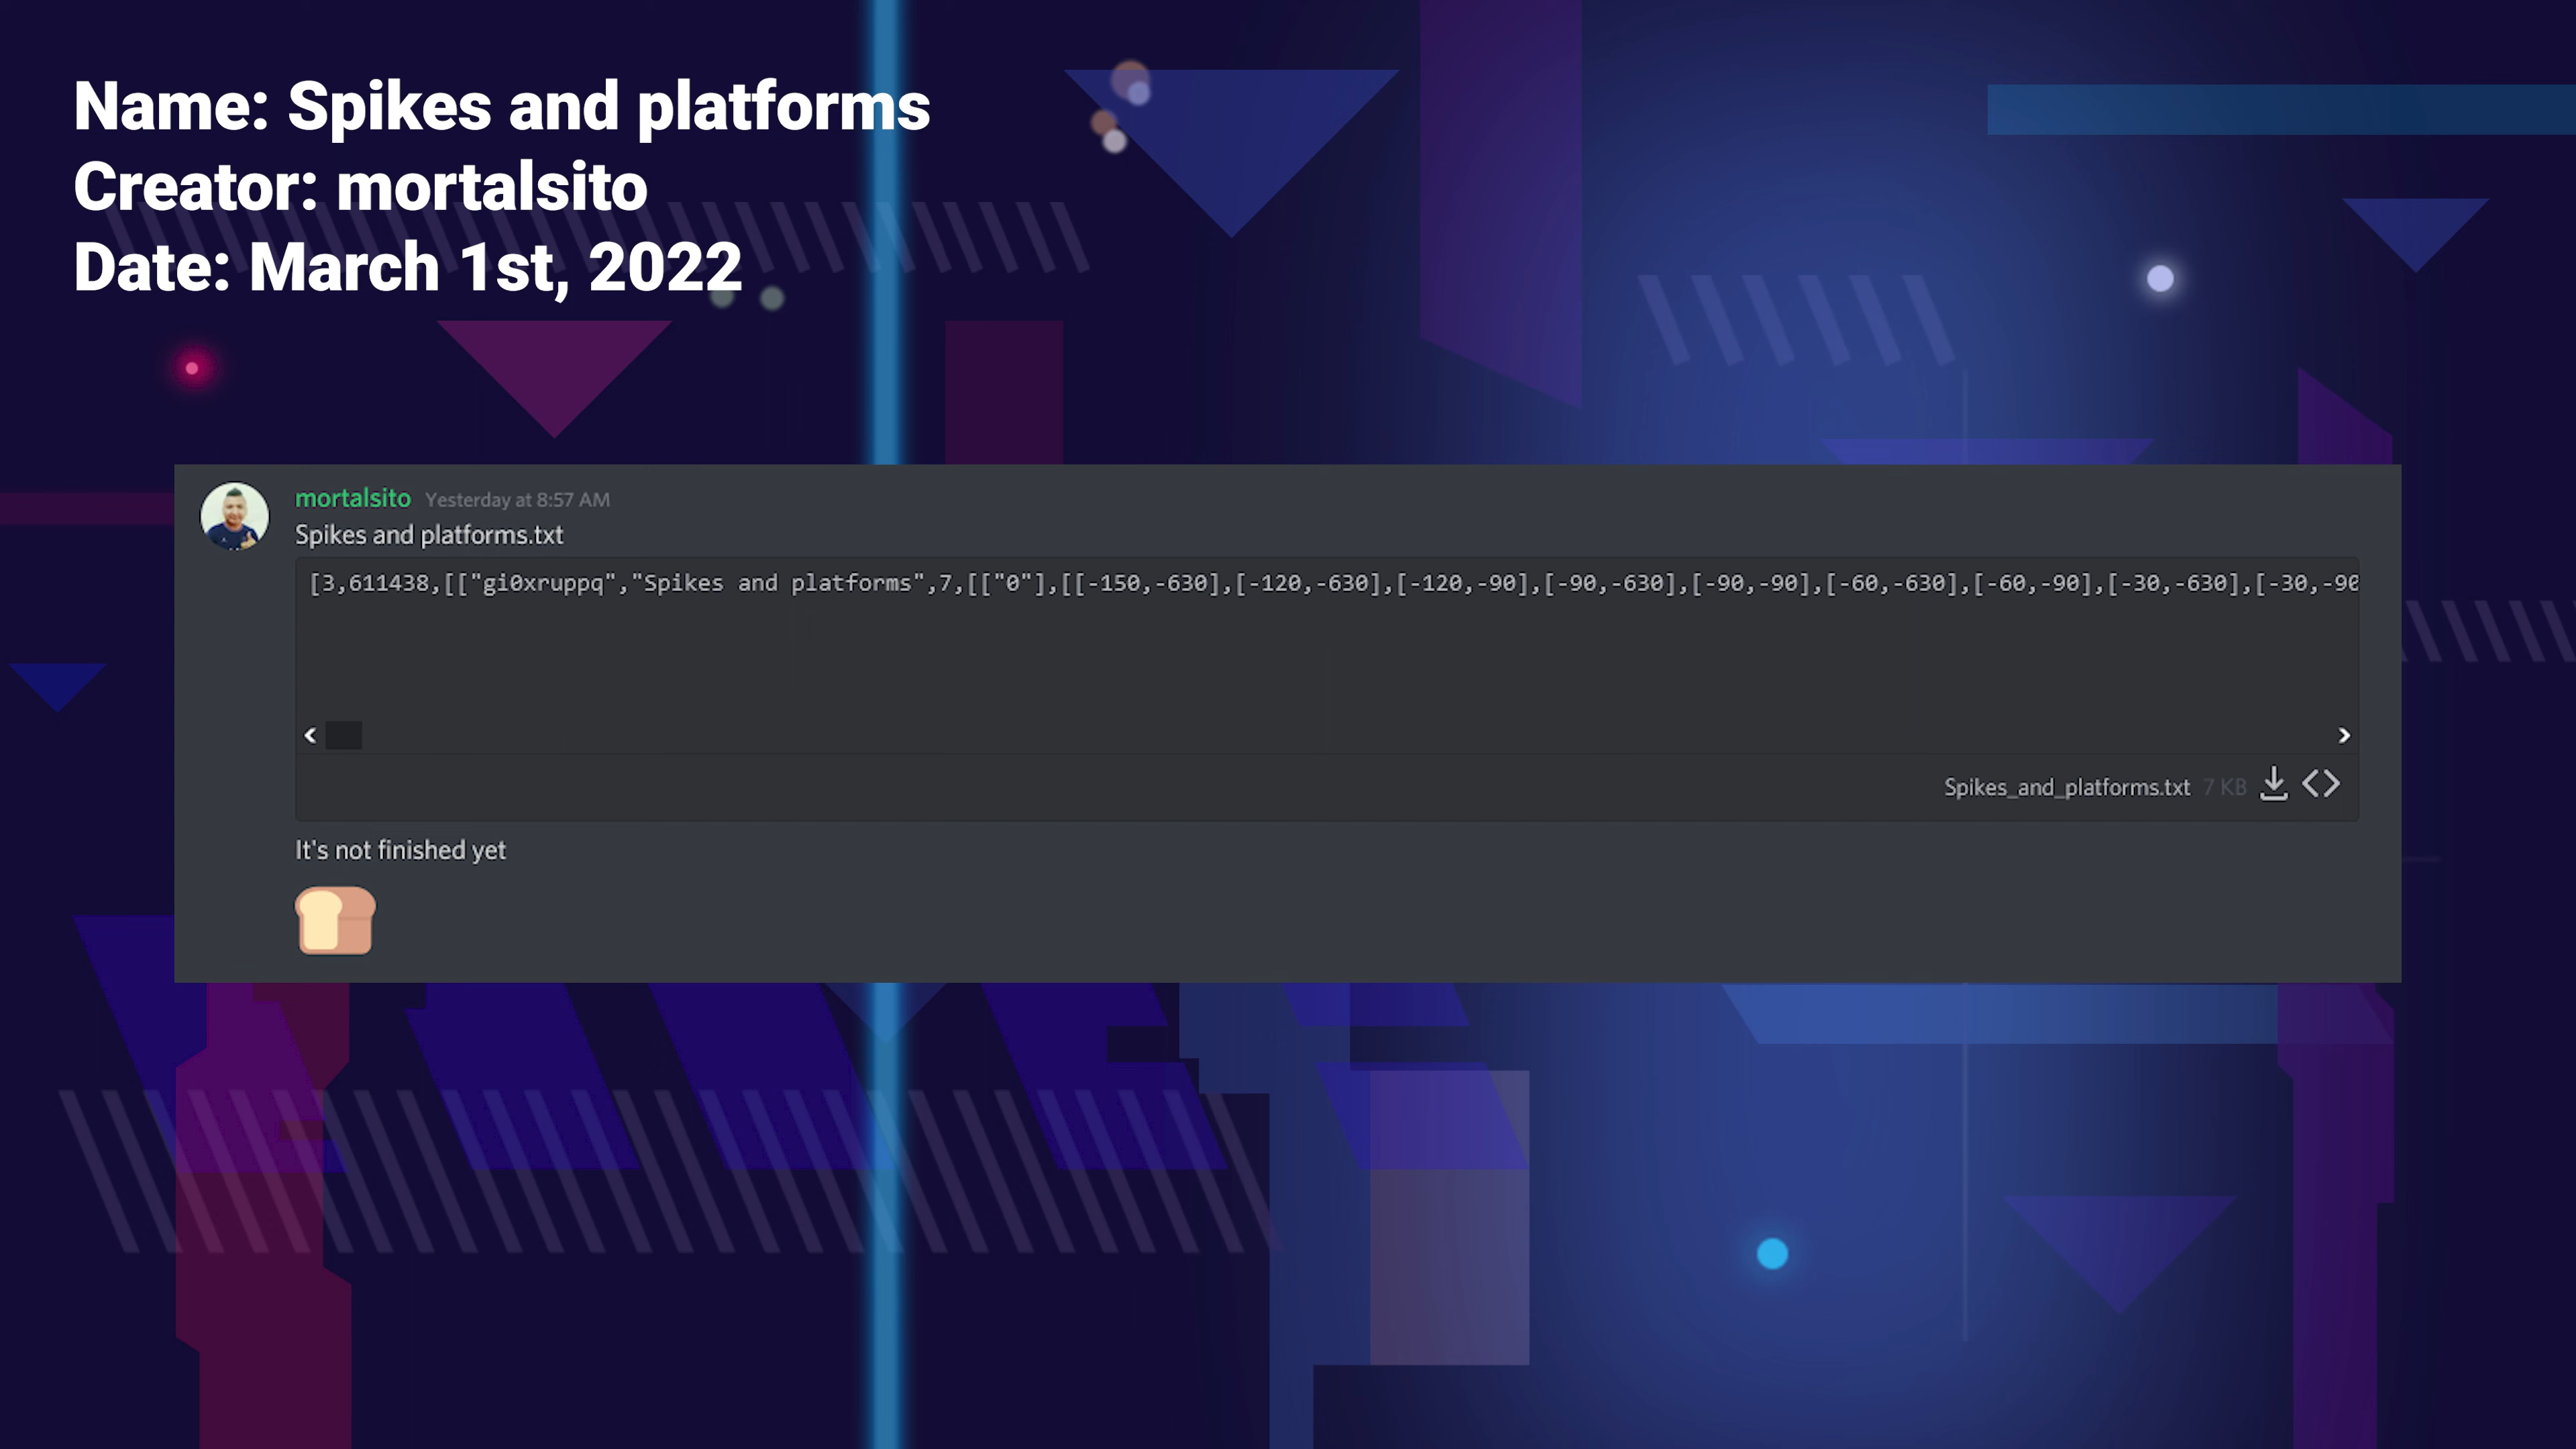 Name: Spikes and platforms
Creator: mortalsito
Date: March 1st, 2022
mortalsito Yesterday at 8:57 AM
Spikes and platforms.txt
[3,611438,[["gi0xruppq","Spikes and platforms",7,[["0"],[[-150,-630],[-120,-630],[-120,-90],[-90,-630],[-90,-90],[-60,-630],[-60,-90],[-30,-630],[-30,-90
Spikes_and_platforms.txt 7 KB
It's not finished yet